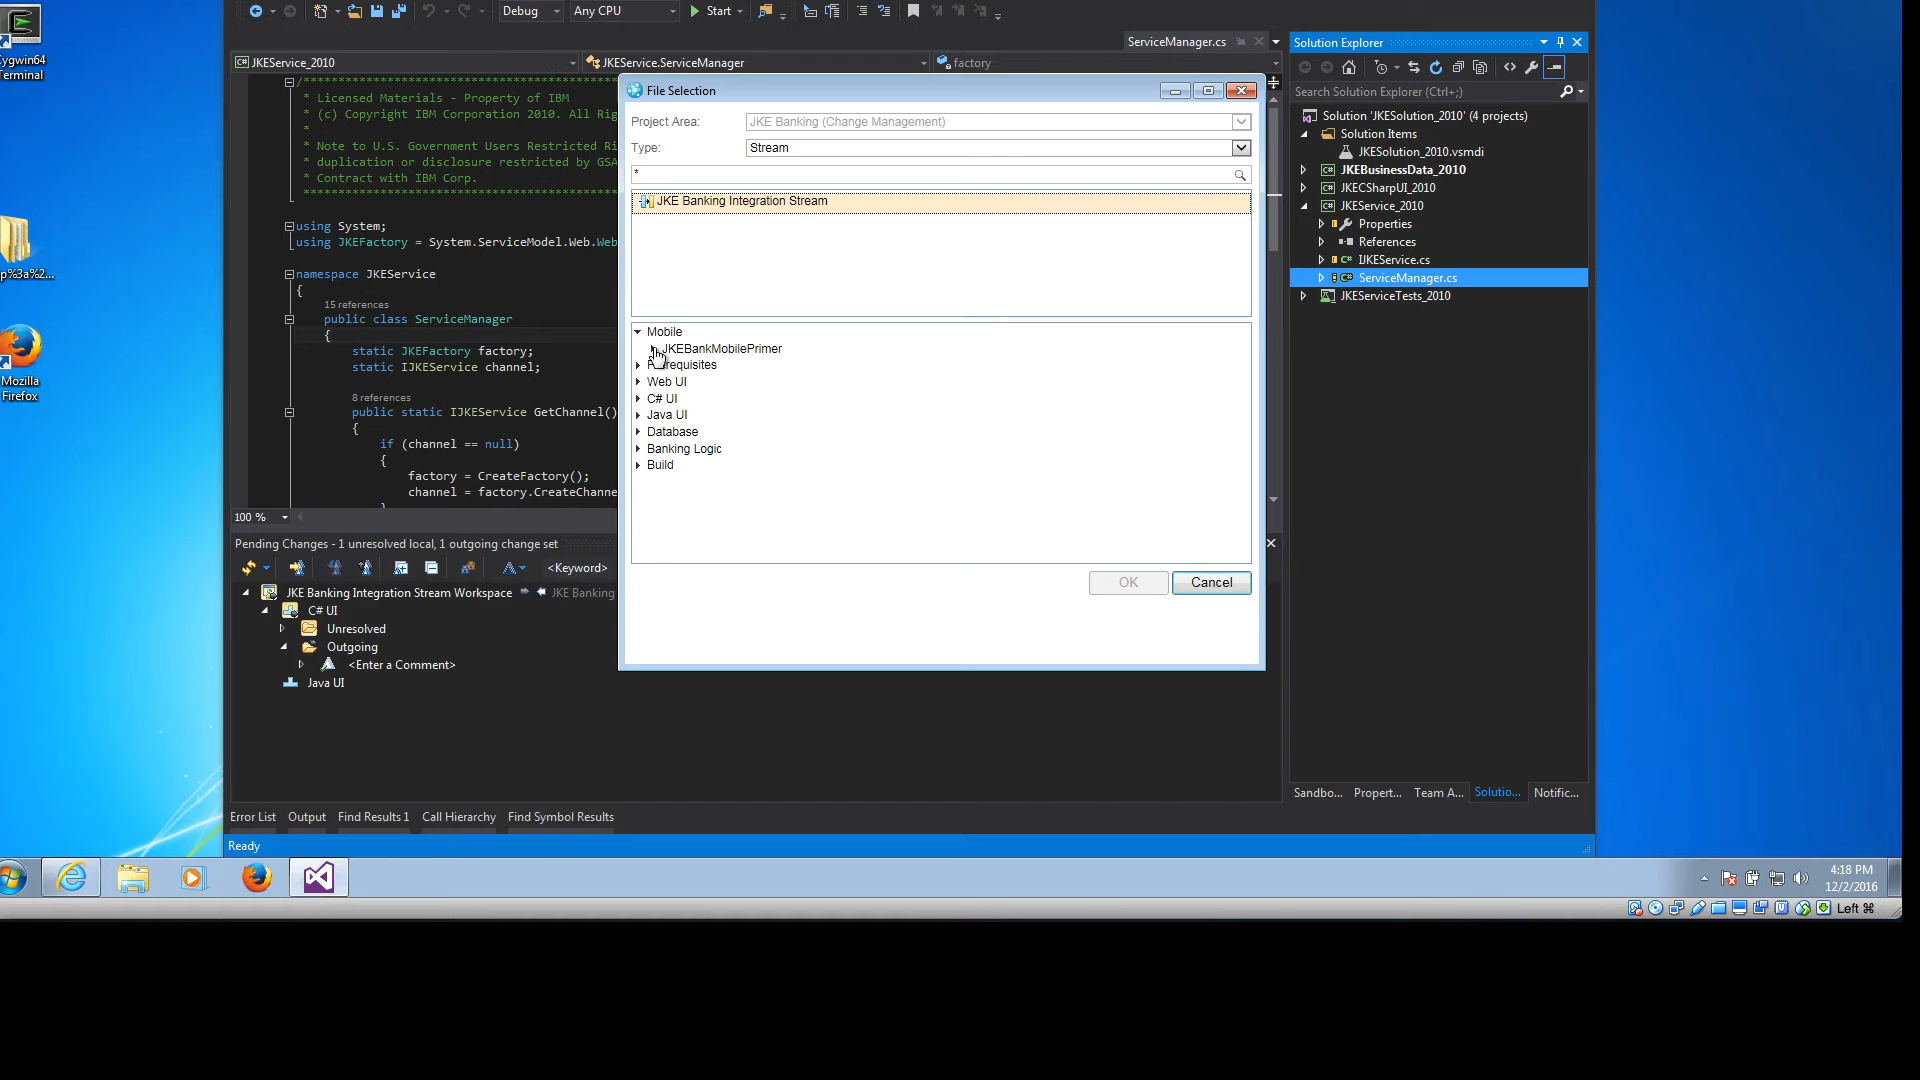 Cygwin64
Terminal
p%3a%2...
Mozilla
Firefox
Debug
Any CPU
Start
ServiceManager.cs
JKEService_2010
JKEService.ServiceManager
factory
/*******************************************************
* Licensed Materials - Property of IBM
* (c) Copyright IBM Corporation 2010. All Rig
*
* Note to U.S. Government Users Restricted Ri
* duplication or disclosure restricted by GSA
* Contract with IBM Corp.
using System;
using JKEFactory = System.ServiceModel.Web.Web
namespace JKEService
{
15 references
public class ServiceManager
{
static JKEFactory factory;
static IJKEService channel;
8 references
public static IJKEService GetChannel()
{
if (channel == null)
{
factory = CreateFactory();
channel = factory.CreateChanne
}
100 %
File Selection
Project Area:
JKE Banking (Change Management)
Type:
Stream
*
JKE Banking Integration Stream
Mobile
JKEBankMobilePrimer
requisites
Web UI
C# UI
Java UI
Database
Banking Logic
Build
OK
Cancel
Pending Changes - 1 unresolved local, 1 outgoing change set
<Keyword>
JKE Banking Integration Stream Workspace
JKE Banking
C# UI
Unresolved
Outgoing
<Enter a Comment>
Java UI
Error List
Output
Find Results 1
Call Hierarchy
Find Symbol Results
Ready
Solution Explorer
Search Solution Explorer (Ctrl+;)
Solution 'JKESolution_2010' (4 projects)
Solution Items
JKESolution_2010.vsmdi
JKEBusinessData_2010
JKECSharpUI_2010
JKEService_2010
Properties
References
IJKEService.cs
ServiceManager.cs
JKEServiceTests_2010
Sandbo...
Propert...
Team A...
Solutio...
Notific...
4:18 PM
12/2/2016
Left ⌘